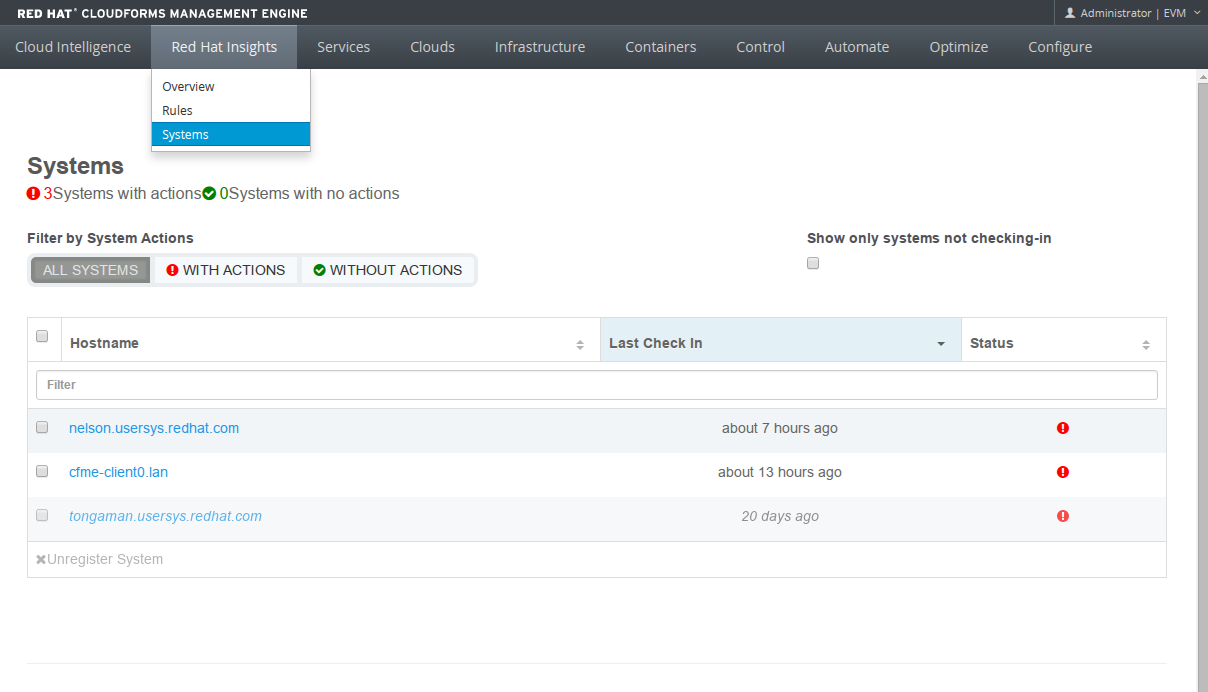 RED HAT® CLOUDFORMS MANAGEMENT ENGINE Administrator | EVM
Cloud Intelligence Red Hat Insights Services Clouds Infrastructure Containers Control Automate Optimize Configure
Overview
Rules
Systems
Systems
3Systems with actions 0Systems with no actions
Filter by System Actions Show only systems not checking-in
ALL SYSTEMS WITH ACTIONS WITHOUT ACTIONS
Hostname Last Check In Status
Filter
nelson.usersys.redhat.com about 7 hours ago
cfme-client0.lan about 13 hours ago
tongaman.usersys.redhat.com 20 days ago
Unregister System